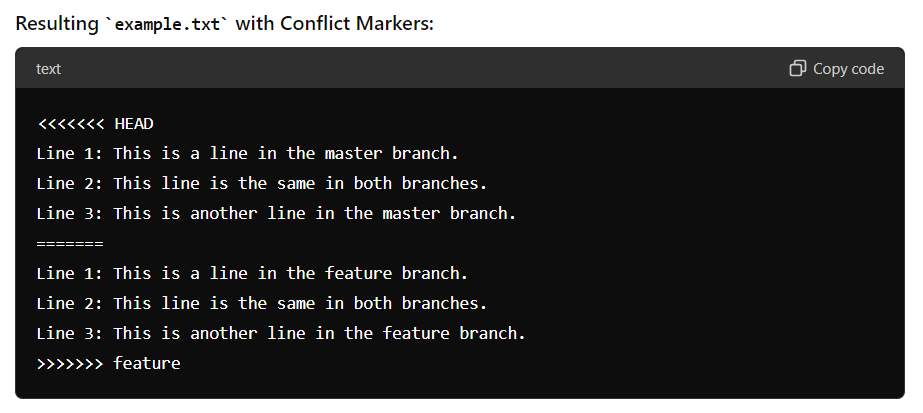 Resulting `example.txt` with Conflict Markers:
text
Copy code
<<<<<<< HEAD
Line 1: This is a line in the master branch.
Line 2: This line is the same in both branches.
Line 3: This is another line in the master branch.
=======
Line 1: This is a line in the feature branch.
Line 2: This line is the same in both branches.
Line 3: This is another line in the feature branch.
>>>>>>> feature